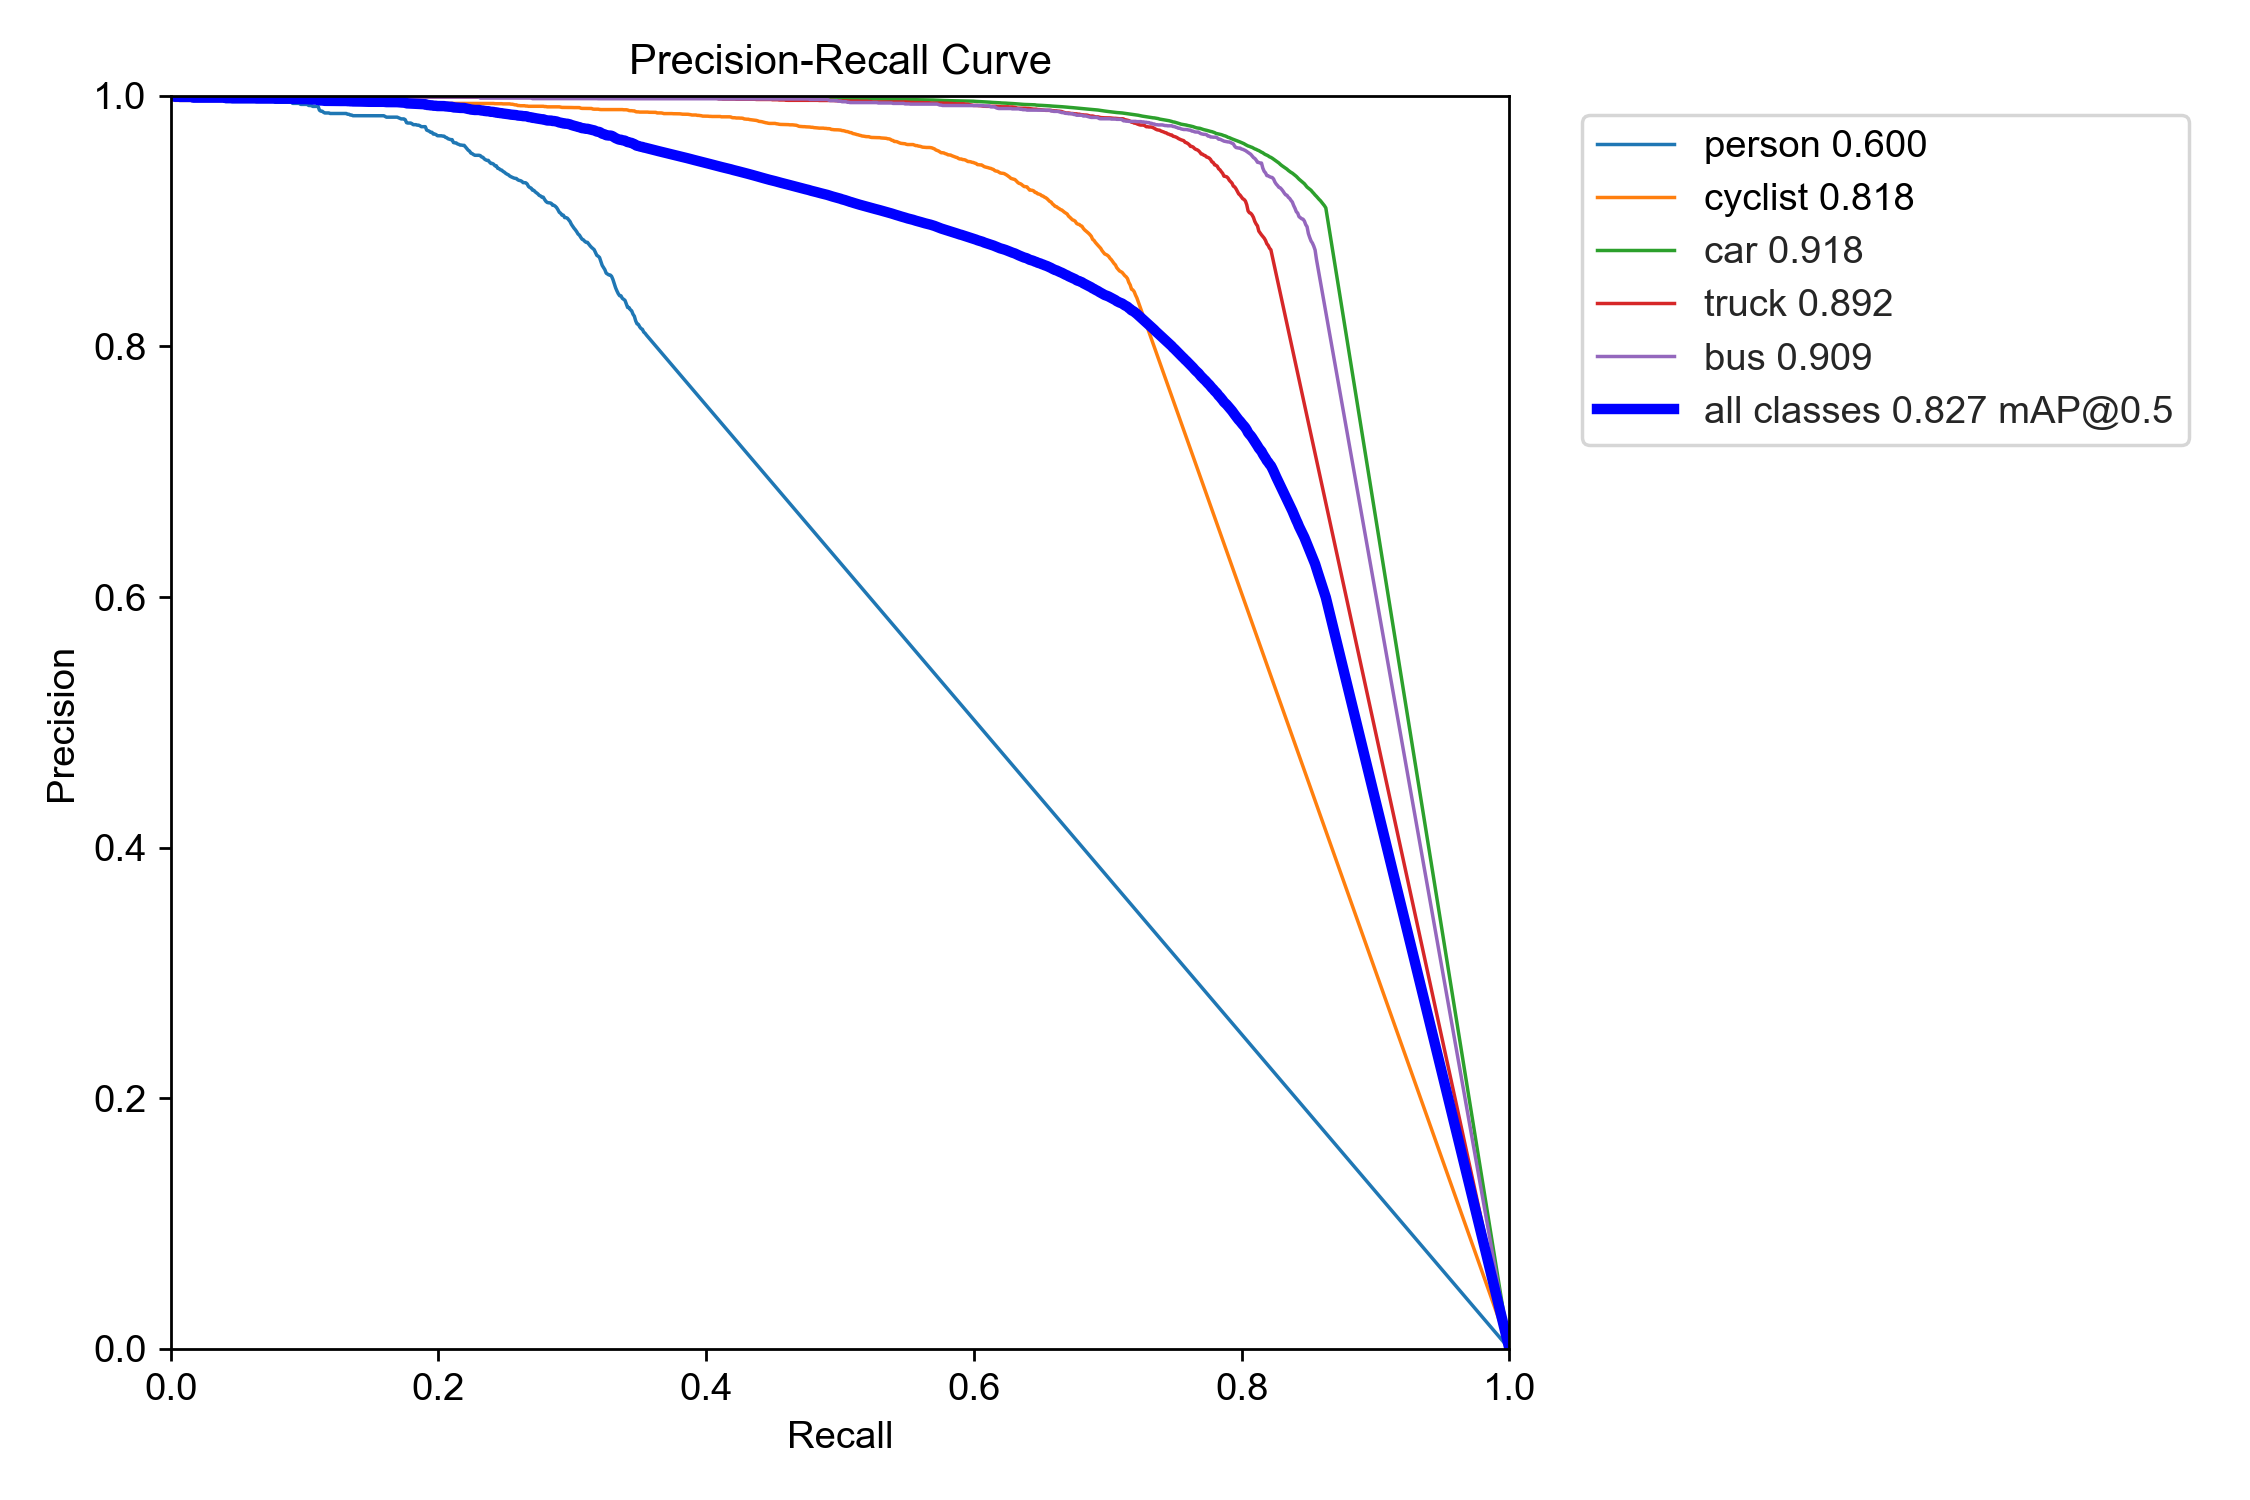 Precision-Recall Curve
1.0
0.8
0.6
0.4
0.2
0.0
Precision
0.0 0.2 0.4 0.6 0.8 1.0
Recall
person 0.600
cyclist 0.818
car 0.918
truck 0.892
bus 0.909
all classes 0.827 mAP@0.5